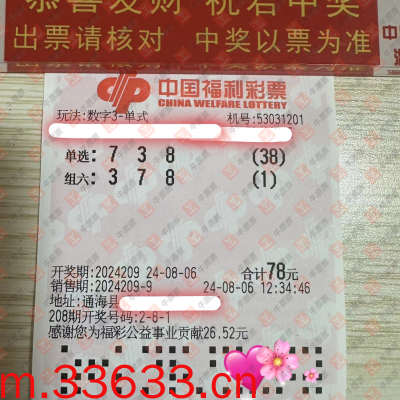 恭喜发财 祝君中奖
出票请核对 中奖以票为准
中国福利彩票
CHINA WELFARE LOTTERY
玩法:数字3-单式 机号:53031201
单选: 7 3 8 (38)
组六: 3 7 8 (1)
开奖期:2024209 24-08-06 合计78元
销售期:2024209-9 24-08-06 12:34:46
地址:通海县
208期开奖号码:2-6-1
感谢您为福彩公益事业贡献26.52元
m.33633.cn